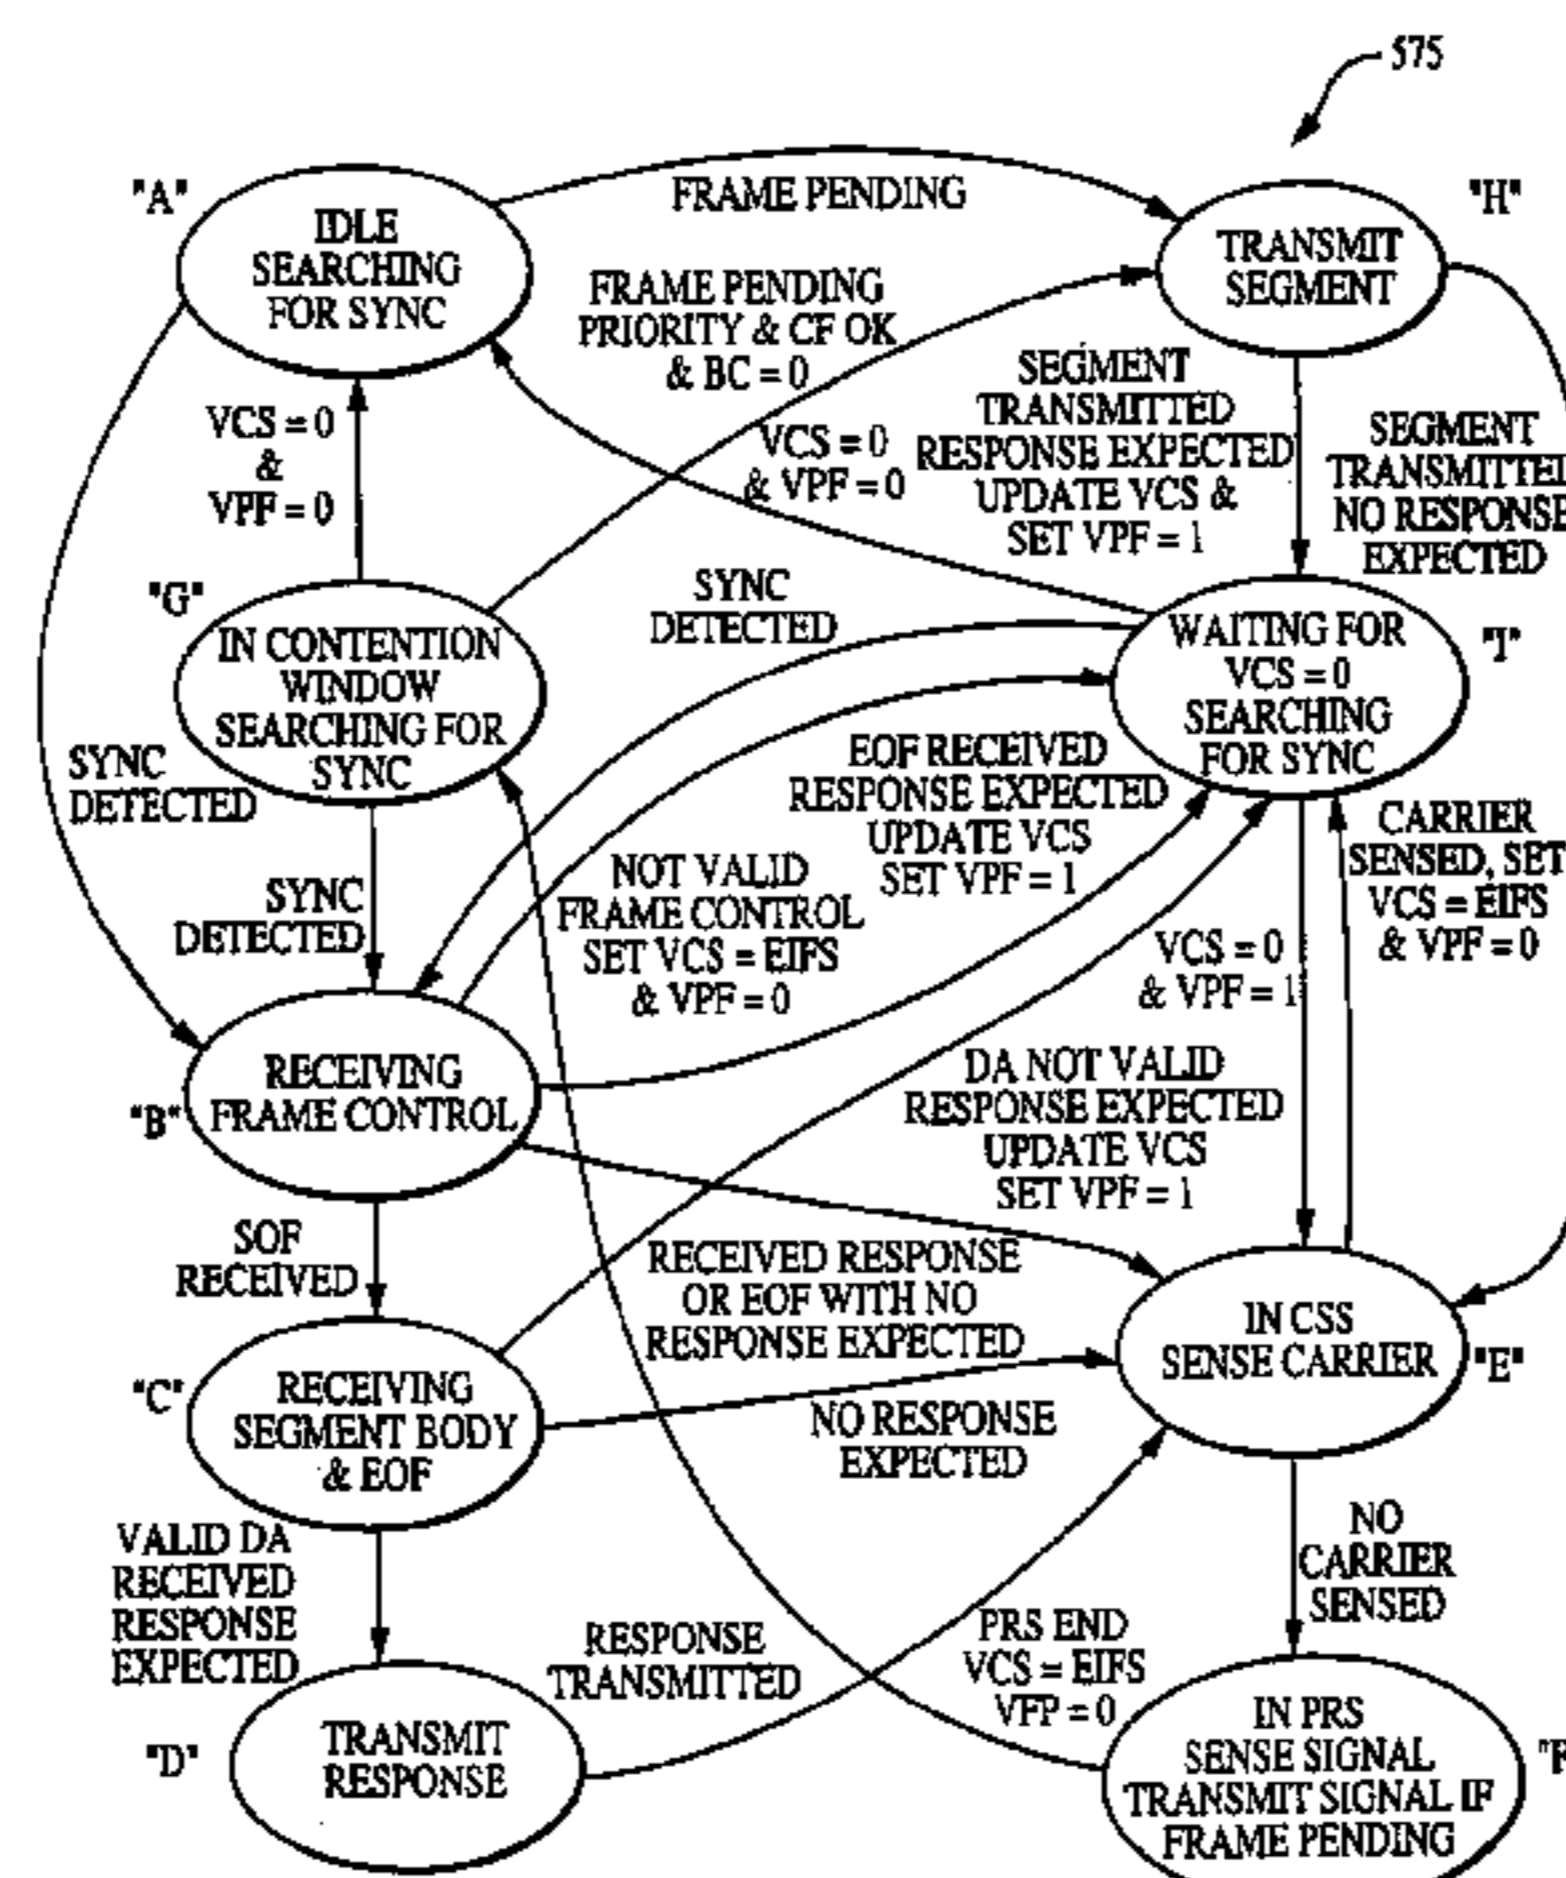 575
"A"
IDLE
SEARCHING
FOR SYNC
FRAME PENDING
"H"
TRANSMIT
SEGMENT
FRAME PENDING
PRIORITY & CF OK
& BC = 0
VCS = 0
&
VPF = 0
VCS = 0
& VPF = 0
SEGMENT
TRANSMITTED
RESPONSE EXPECTED
UPDATE VCS &
SET VPF = 1
SEGMENT
TRANSMITTED
NO RESPONSE
EXPECTED
"G"
IN CONTENTION
WINDOW
SEARCHING FOR
SYNC
SYNC
DETECTED
WAITING FOR
VCS = 0
SEARCHING
FOR SYNC
"I"
SYNC
DETECTED
SYNC
DETECTED
EOF RECEIVED
RESPONSE EXPECTED
UPDATE VCS
SET VPF = 1
NOT VALID
FRAME CONTROL
SET VCS = EIFS
& VPF = 0
CARRIER
SENSED, SET
VCS = EIFS
& VPF = 0
VCS = 0
& VPF = 1
"B"
RECEIVING
FRAME CONTROL
DA NOT VALID
RESPONSE EXPECTED
UPDATE VCS
SET VPF = 1
SOF
RECEIVED
RECEIVED RESPONSE
OR EOF WITH NO
RESPONSE EXPECTED
IN CSS
SENSE CARRIER
"E"
"C"
RECEIVING
SEGMENT BODY
& EOF
NO RESPONSE
EXPECTED
VALID DA
RECEIVED
RESPONSE
EXPECTED
NO
CARRIER
SENSED
RESPONSE
TRANSMITTED
PRS END
VCS = EIFS
VFP = 0
"D"
TRANSMIT
RESPONSE
IN PRS
SENSE SIGNAL
TRANSMIT SIGNAL IF
FRAME PENDING
"F